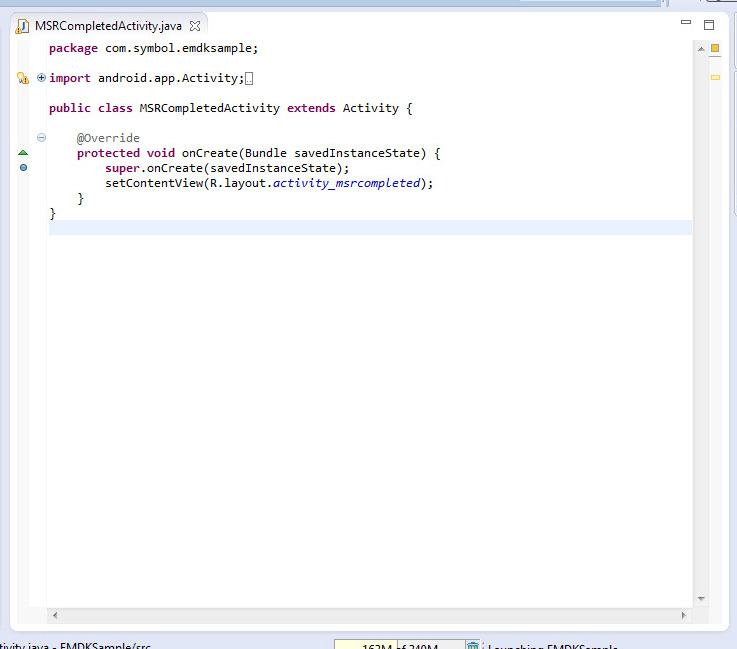 MSRCompletedActivity.java
package com.symbol.emdksample;
import android.app.Activity;
public class MSRCompletedActivity extends Activity {
@Override
protected void onCreate(Bundle savedInstanceState) {
super.onCreate(savedInstanceState);
setContentView(R.layout.activity_msrcompleted);
}
}
tivity.java - EMDKSample/src
162M of 240M
Launching EMDKSample